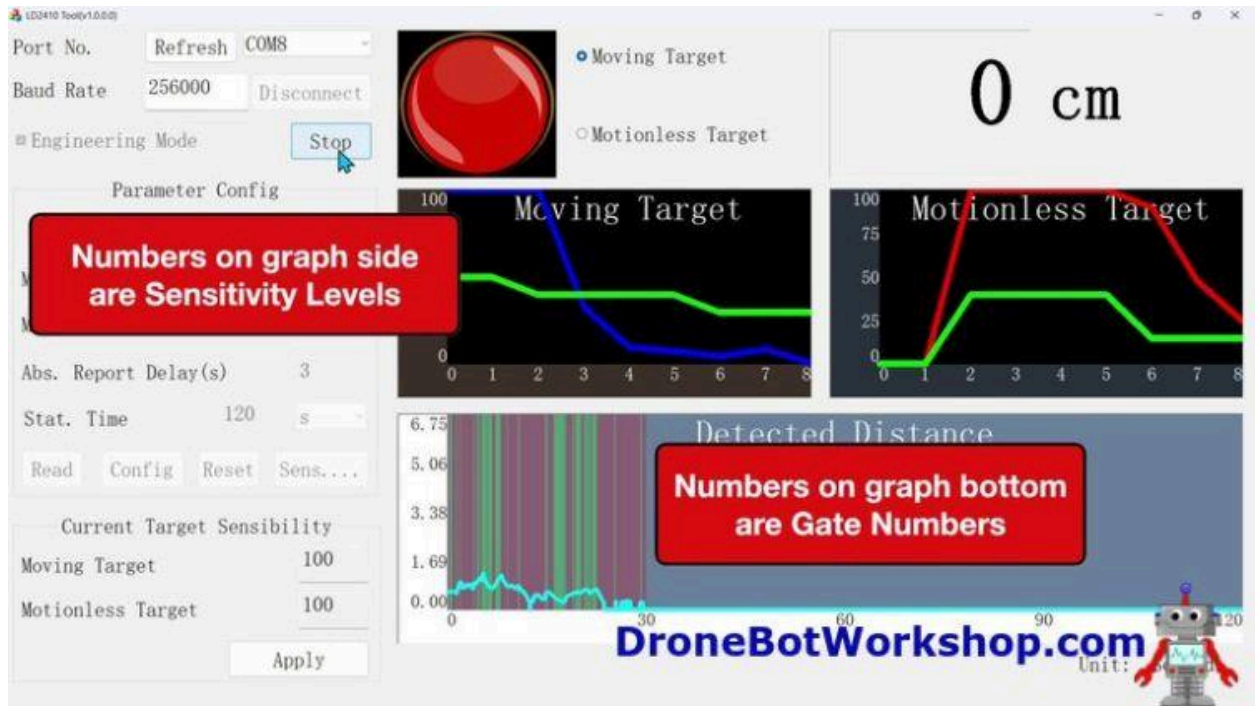 LD2410 Tool(v1.0.0.0)
Port No. Refresh COM8
Baud Rate 256000 Disconnect
Engineering Mode Stop
Parameter Config
Numbers on graph side
are Sensitivity Levels
M
M
Abs. Report Delay(s) 3
Stat. Time 120 s
Read Config Reset Sens....
Current Target Sensibility
Moving Target 100
Motionless Target 100
Apply
Moving Target
Motionless Target
0 cm
Moving Target
100
0
0 1 2 3 4 5 6 7 8
Motionless Target
100
75
50
25
0
0 1 2 3 4 5 6 7 8
Detected Distance
6.75
5.06
3.38
1.69
0.00
0 30 60 90 120
Numbers on graph bottom
are Gate Numbers
DroneBotWorkshop.com
Unit: